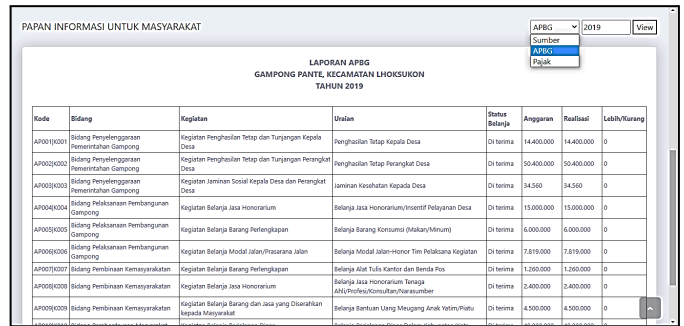 PAPAN INFORMASI UNTUK MASYARAKAT
APBG 2019 View
Sumber
APBG
Pajak
LAPORAN APBG
GAMPONG PANTE, KECAMATAN LHOKSUKON
TAHUN 2019
Kode Bidang Kegiatan Uraian Status Belanja Anggaran Realisasi Lebih/Kurang
AP001|K001 Bidang Penyelenggaraan Pemerintahan Gampong Kegiatan Penghasilan Tetap dan Tunjangan Kepala Desa Penghasilan Tetap Kepala Desa Di terima 14.400.000 14.400.000 0
AP002|K002 Bidang Penyelenggaraan Pemerintahan Gampong Kegiatan Penghasilan Tetap dan Tunjangan Perangkat Desa Penghasilan Tetap Perangkat Desa Di terima 50.400.000 50.400.000 0
AP003|K003 Bidang Penyelenggaraan Pemerintahan Gampong Kegiatan Jaminan Sosial Kepala Desa dan Perangkat Desa Jaminan Kesehatan Kepada Desa Di terima 34.560 34.560 0
AP004|K004 Bidang Pelaksanaan Pembangunan Gampong Kegiatan Belanja Jasa Honorarium Belanja Jasa Honorarium/Insentif Pelayanan Desa Di terima 15.000.000 15.000.000 0
AP005|K005 Bidang Pelaksanaan Pembangunan Gampong Kegiatan Belanja Barang Perlengkapan Belanja Barang Konsumsi (Makan/Minum) Di terima 6.000.000 6.000.000 0
AP006|K006 Bidang Pelaksanaan Pembangunan Gampong Kegiatan Belanja Modal Jalan/Prasarana Jalan Belanja Modal Jalan-Honor Tim Pelaksana Kegiatan Di terima 7.819.000 7.819.000 0
AP007|K007 Bidang Pembinaan Kemasyarakatan Kegiatan Belanja Barang Perlengkapan Belanja Alat Tulis Kantor dan Benda Pos Di terima 1.260.000 1.260.000 0
AP008|K008 Bidang Pembinaan Kemasyarakatan Kegiatan Belanja Jasa Honorarium Belanja Jasa Honorarium Tenaga Ahli/Profesi/Konsultan/Narasumber Di terima 2.400.000 2.400.000 0
AP009|K009 Bidang Pembinaan Kemasyarakatan Kegiatan Belanja Barang dan Jasa yang Diserahkan kepada Masyarakat Belanja Bantuan Uang Meugang Anak Yatim/Piatu Di terima 4.500.000 4.500.000 0